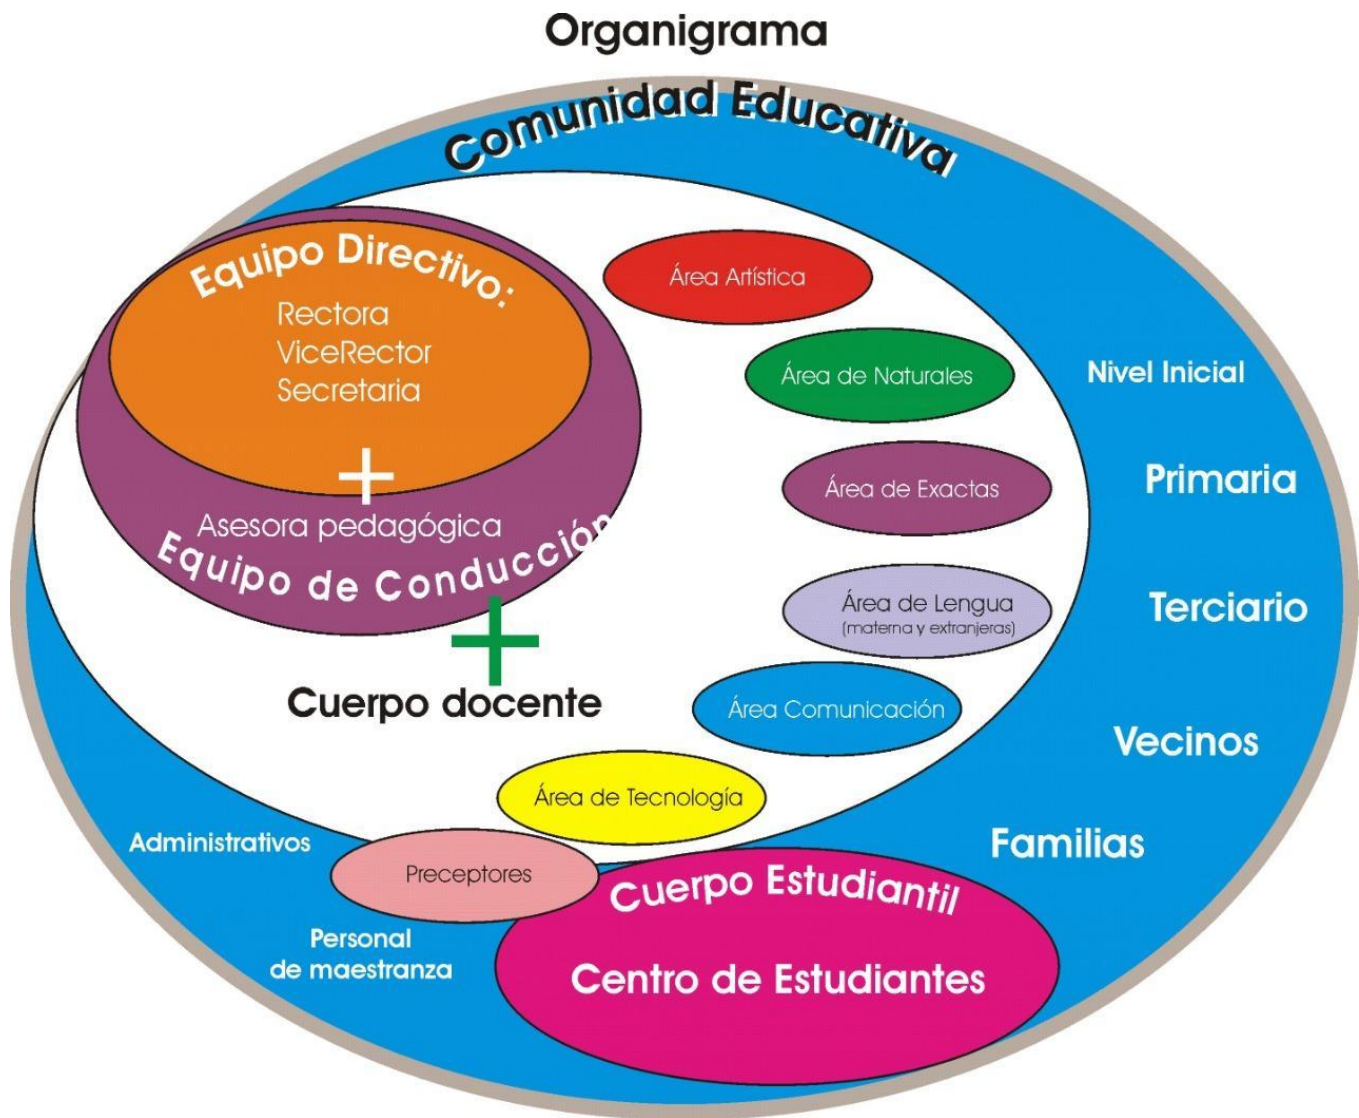 Organigrama
Comunidad Educativa
Equipo Directivo:
Rectora
ViceRector
Secretaria
+
Asesora pedagógica
Equipo de Conducción
+
Cuerpo docente
Área Artística
Área de Naturales
Área de Exactas
Área de Lengua
(materna y extranjeras)
Área Comunicación
Área de Tecnología
Preceptores
Cuerpo Estudiantil
Centro de Estudiantes
Nivel Inicial
Primaria
Terciario
Vecinos
Familias
Administrativos
Personal
de maestranza